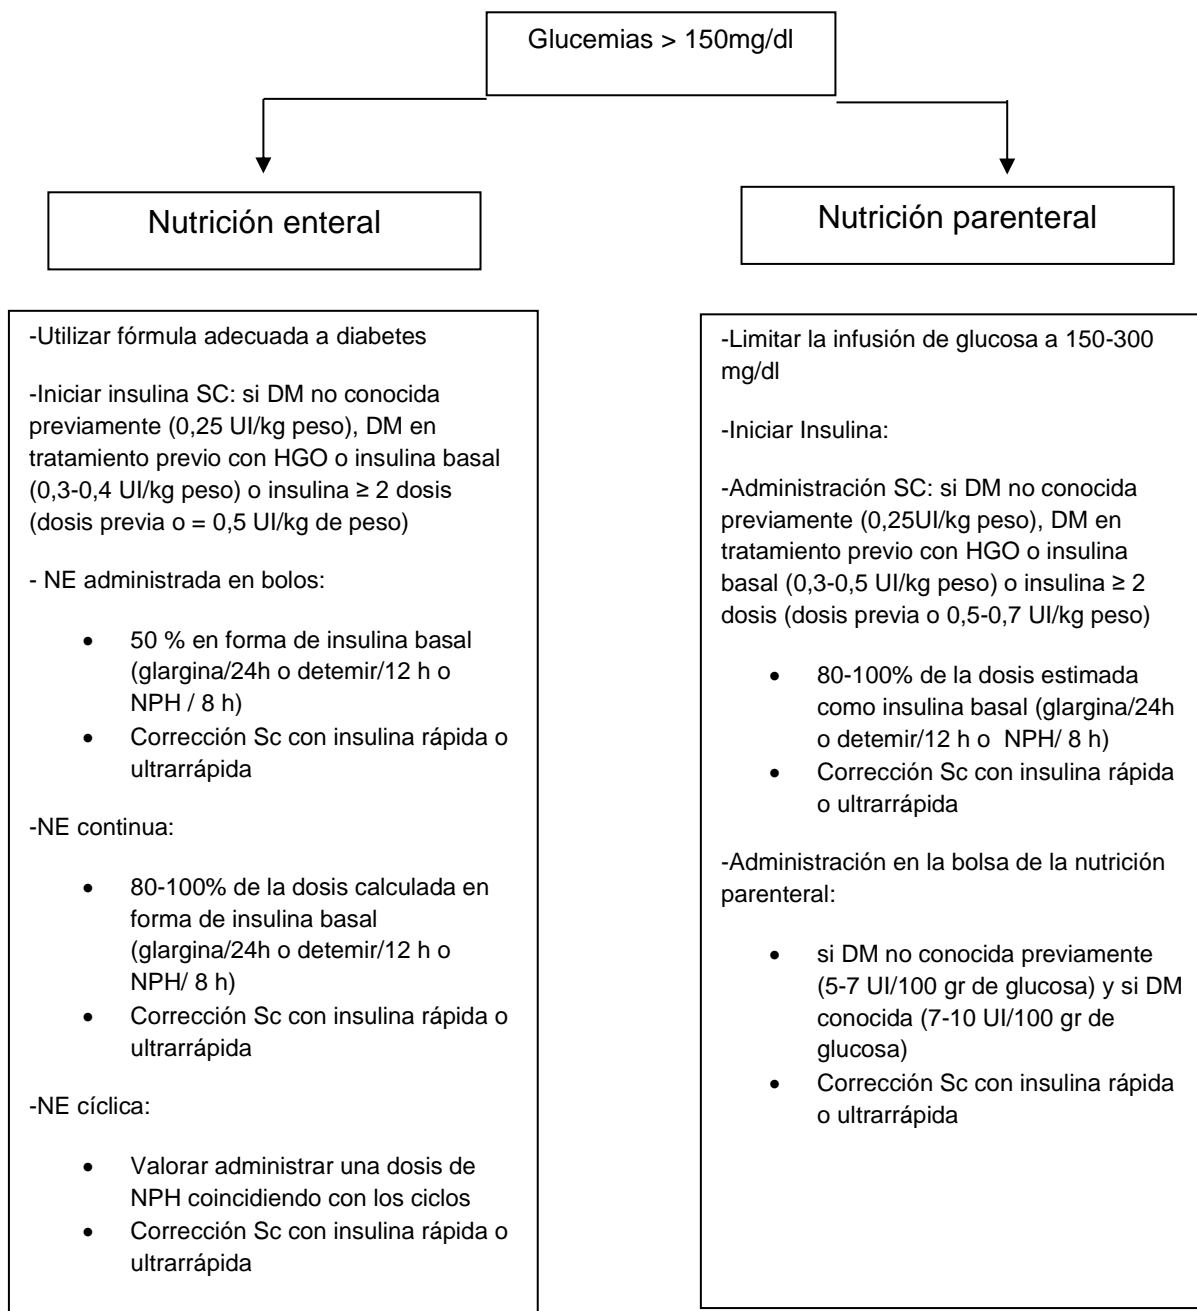 Glucemias > 150mg/dl
Nutrición enteral
Nutrición parenteral
-Utilizar fórmula adecuada a diabetes
-Iniciar insulina SC: si DM no conocida
previamente (0,25 UI/kg peso), DM en
tratamiento previo con HGO o insulina basal
(0,3-0,4 UI/kg peso) o insulina ≥ 2 dosis
(dosis previa o = 0,5 UI/kg de peso)
- NE administrada en bolos:
• 50 % en forma de insulina basal
(glargina/24h o detemir/12 h o
NPH / 8 h)
• Corrección Sc con insulina rápida o
ultrarrápida
-NE continua:
• 80-100% de la dosis calculada en
forma de insulina basal
(glargina/24h o detemir/12 h o
NPH/ 8 h)
• Corrección Sc con insulina rápida o
ultrarrápida
-NE cíclica:
• Valorar administrar una dosis de
NPH coincidiendo con los ciclos
• Corrección Sc con insulina rápida o
ultrarrápida
-Limitar la infusión de glucosa a 150-300
mg/dl
-Iniciar Insulina:
-Administración SC: si DM no conocida
previamente (0,25UI/kg peso), DM en
tratamiento previo con HGO o insulina
basal (0,3-0,5 UI/kg peso) o insulina ≥ 2
dosis (dosis previa o 0,5-0,7 UI/kg peso)
• 80-100% de la dosis estimada
como insulina basal (glargina/24h
o detemir/12 h o NPH/ 8 h)
• Corrección Sc con insulina rápida
o ultrarrápida
-Administración en la bolsa de la nutrición
parenteral:
• si DM no conocida previamente
(5-7 UI/100 gr de glucosa) y si DM
conocida (7-10 UI/100 gr de
glucosa)
• Corrección Sc con insulina rápida
o ultrarrápida